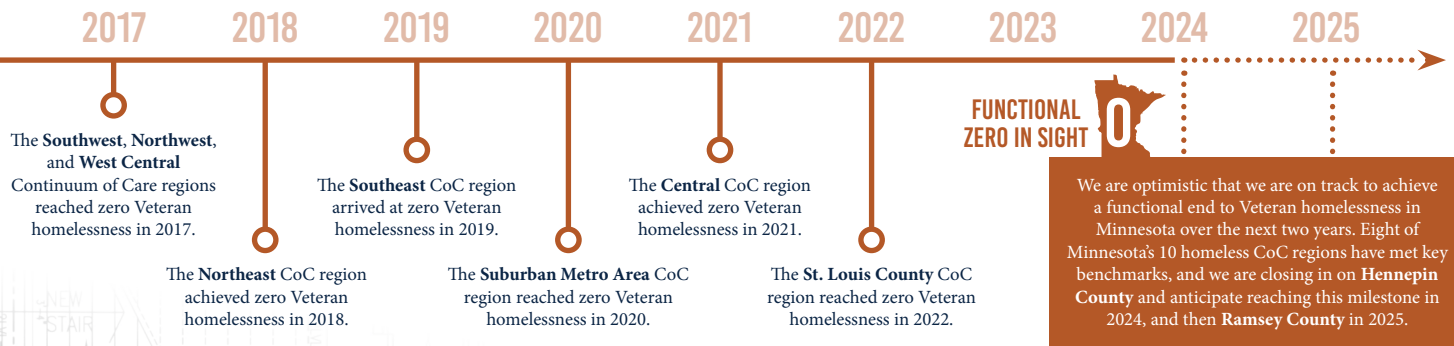 2017 2018 2019 2020 2021 2022 2023 2024 2025
The Southwest, Northwest,
and West Central
Continuum of Care regions
reached zero Veteran
homelessness in 2017.
The Northeast CoC region
achieved zero Veteran
homelessness in 2018.
The Southeast CoC region
arrived at zero Veteran
homelessness in 2019.
The Suburban Metro Area CoC
region reached zero Veteran
homelessness in 2020.
The Central CoC region
achieved zero Veteran
homelessness in 2021.
The St. Louis County CoC
region reached zero Veteran
homelessness in 2022.
FUNCTIONAL
ZERO IN SIGHT
0
We are optimistic that we are on track to achieve
a functional end to Veteran homelessness in
Minnesota over the next two years. Eight of
Minnesota's 10 homeless CoC regions have met key
benchmarks, and we are closing in on Hennepin
County and anticipate reaching this milestone in
2024, and then Ramsey County in 2025.
NEW
STAIR